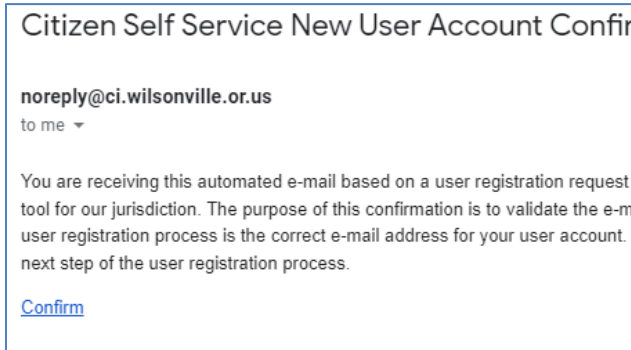 Citizen Self Service New User Account Confir
noreply@ci.wilsonville.or.us
to me
You are receiving this automated e-mail based on a user registration request
tool for our jurisdiction. The purpose of this confirmation is to validate the e-m
user registration process is the correct e-mail address for your user account.
next step of the user registration process.
Confirm